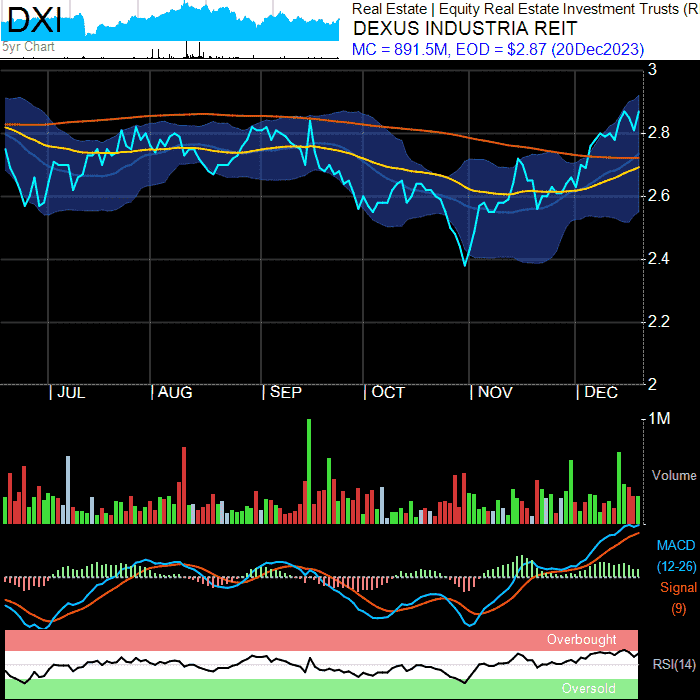 DXI
5yr Chart
Real Estate | Equity Real Estate Investment Trusts (R
DEXUS INDUSTRIA REIT
MC = 891.5M, EOD = $2.87 (20Dec2023)
3
2.8
2.6
2.4
2.2
2
JUL
AUG
SEP
OCT
NOV
DEC
1M
Volume
MACD
(12-26)
Signal
(9)
Overbought
RSI(14)
Oversold